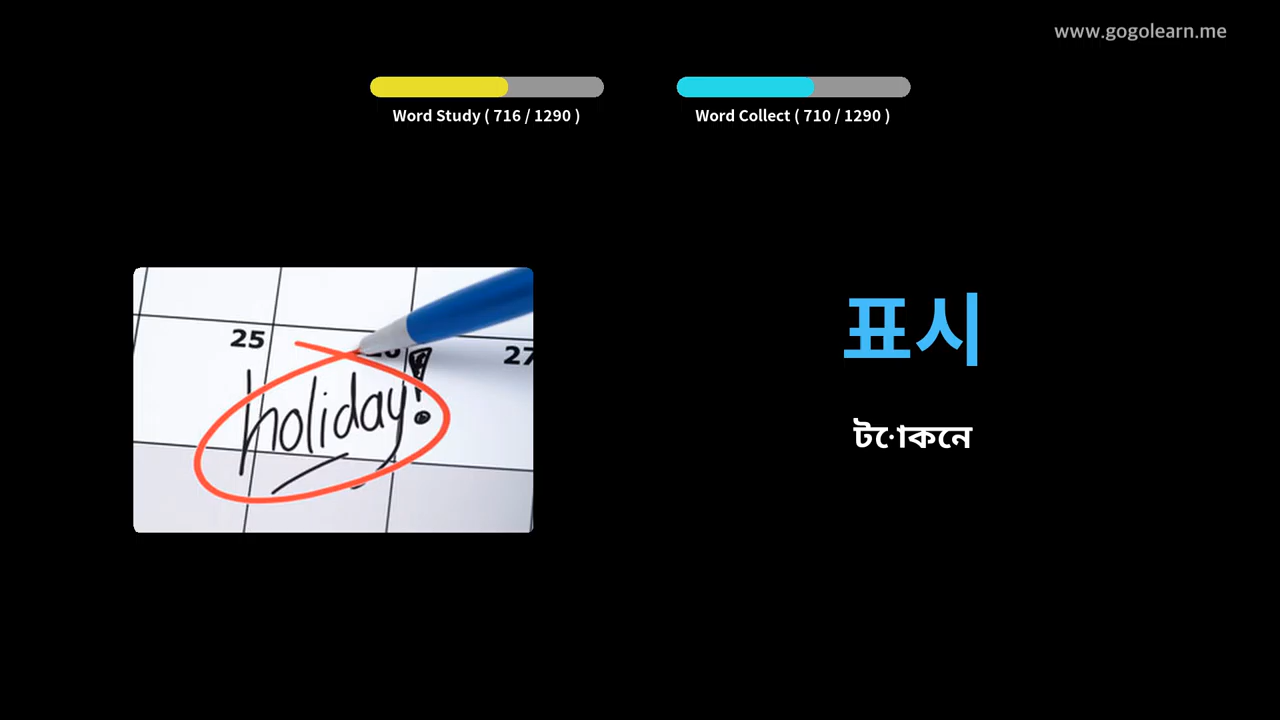 www.gogolearn.me
Word Study ( 716 / 1290 )
Word Collect ( 710 / 1290 )
25
27
holiday!
표시
টোকেন